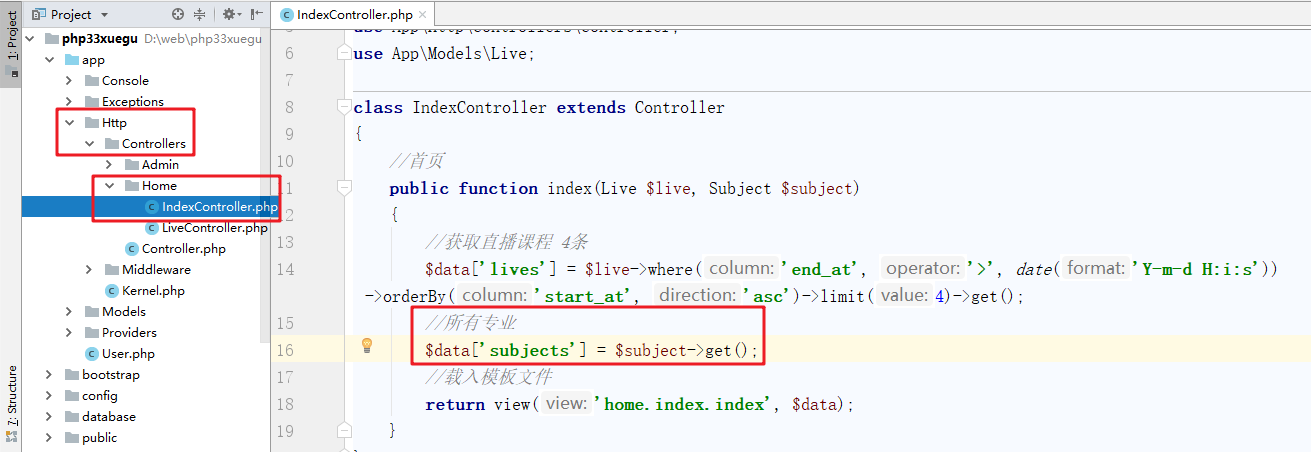 Project
IndexController.php
1: Project
php33xuegu D:\web\php33xuegu
app
Console
Exceptions
Http
Controllers
Admin
Home
IndexController.php
LiveController.php
Controller.php
Middleware
Kernel.php
Models
Providers
User.php
bootstrap
config
database
public
7: Structure
use App\Http\Controllers\Controller;
6 use App\Models\Live;
7
8 class IndexController extends Controller
9 {
10 //首页
11 public function index(Live $live, Subject $subject)
12 {
13 //获取直播课程 4条
14 $data['lives'] = $live->where( column: 'end_at', operator: '>', date( format: 'Y-m-d H:i:s'))
->orderBy( column: 'start_at', direction: 'asc')->limit( value: 4)->get();
15 //所有专业
16 $data['subjects'] = $subject->get();
17 //载入模板文件
18 return view( view: 'home.index.index', $data);
19 }